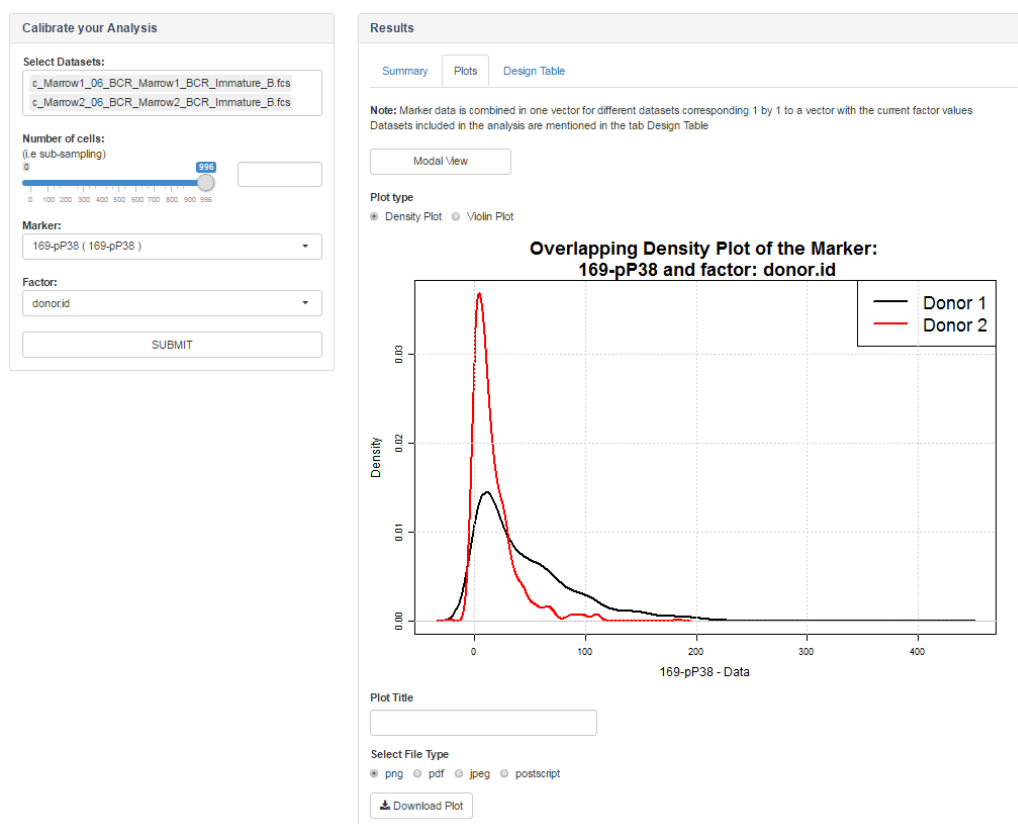 Calibrate your Analysis
Select Datasets:
c_Marrow1_06_BCR_Marrow1_BCR_Immature_B.fcs
c_Marrow2_06_BCR_Marrow2_BCR_Immature_B.fcs
Number of cells:
(i.e sub-sampling)
0
996
0 100 200 300 400 500 600 700 800 900 996
Marker:
169-pP38 ( 169-pP38 )
Factor:
donor.id
SUBMIT
Results
Summary
Plots
Design Table
Note: Marker data is combined in one vector for different datasets corresponding 1 by 1 to a vector with the current factor values
Datasets included in the analysis are mentioned in the tab Design Table
Modal View
Plot type
Density Plot
Violin Plot
Overlapping Density Plot of the Marker:
169-pP38 and factor: donor.id
Donor 1
Donor 2
0.03
0.02
0.01
0.00
Density
0 100 200 300 400
169-pP38 - Data
Plot Title
Select File Type
png pdf jpeg postscript
Download Plot